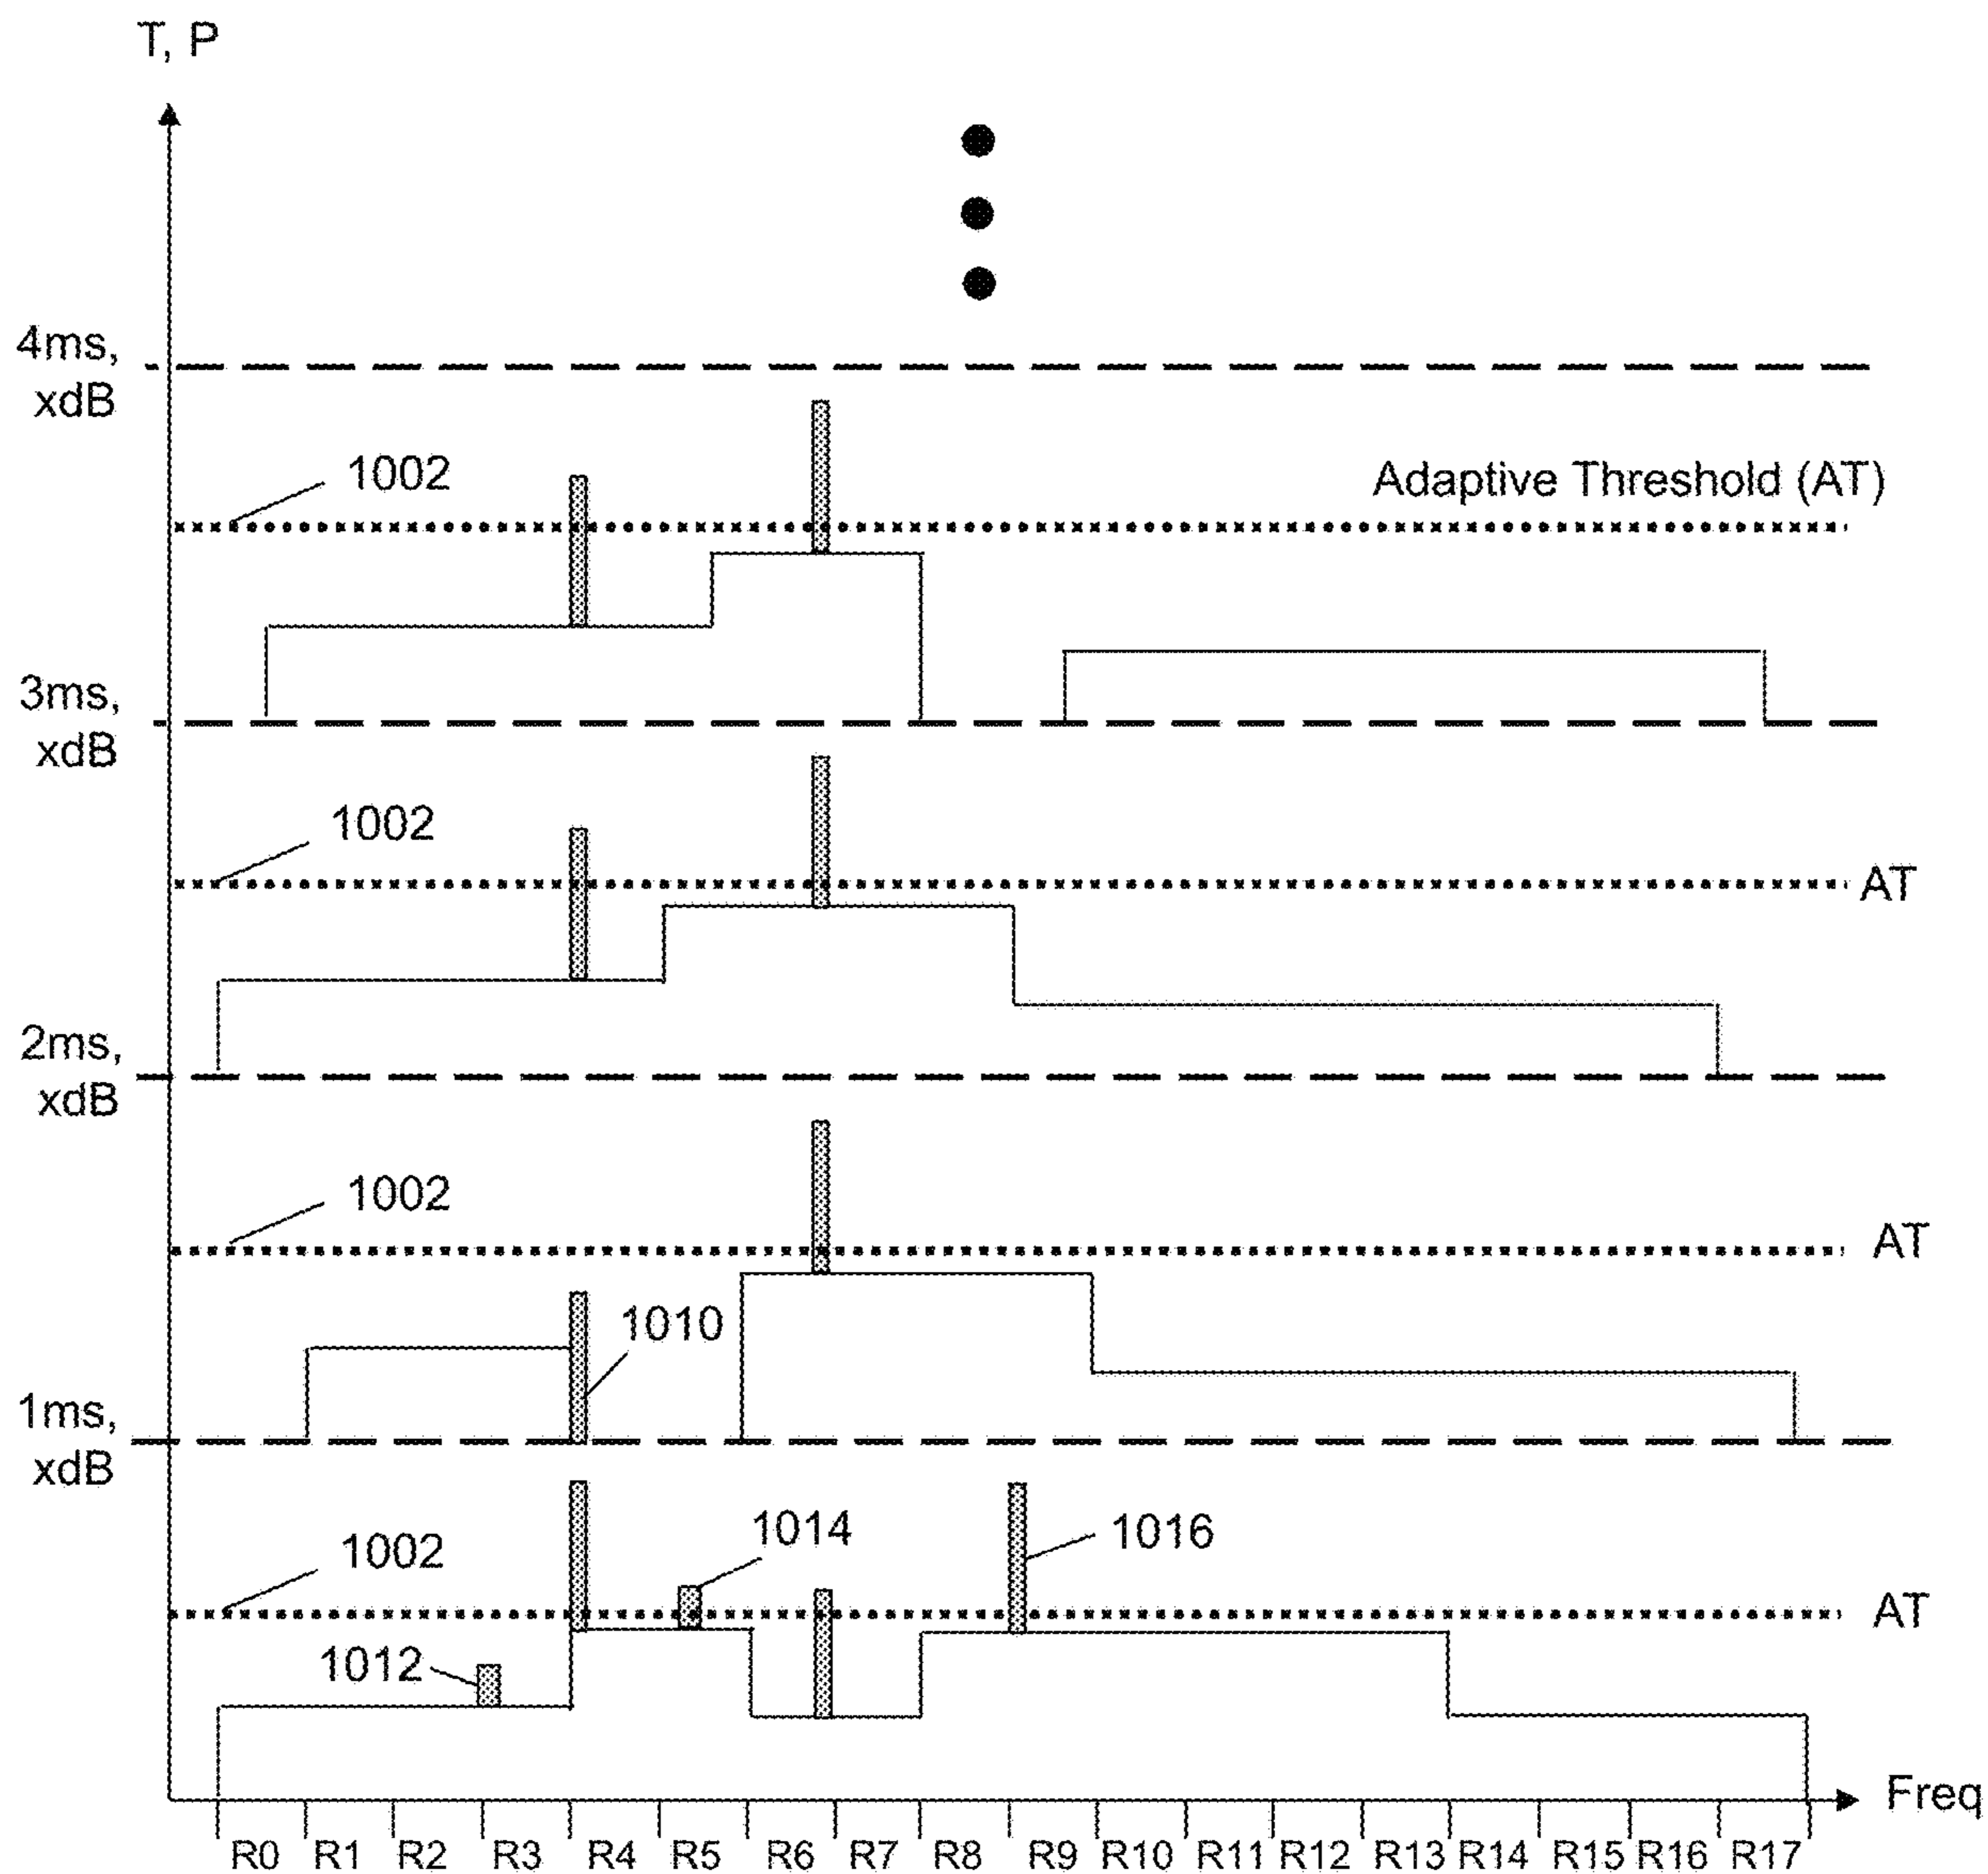 T, P
4ms,
xdB
1002
Adaptive Threshold (AT)
3ms,
xdB
1002
AT
2ms,
xdB
1002
AT
1010
1ms,
xdB
1014
1016
1002
AT
1012
Freq
R0 R1 R2 R3 R4 R5 R6 R7 R8 R9 R10 R11 R12 R13 R14 R15 R16 R17